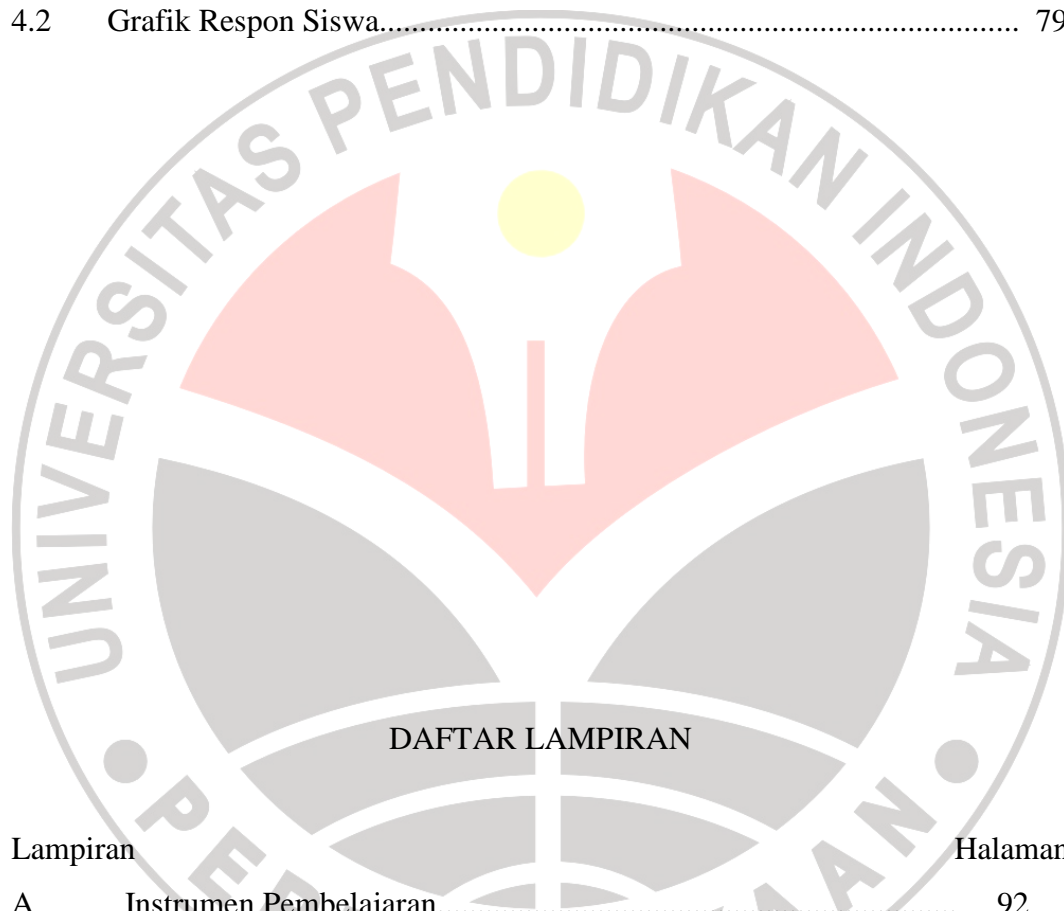 4.2 Grafik Respon Siswa................................................................................ 79
UNIVERSITAS PENDIDIKAN INDONESIA
DAFTAR LAMPIRAN
Lampiran Halaman
A Instrumen Pembelajaran................................................................. 92